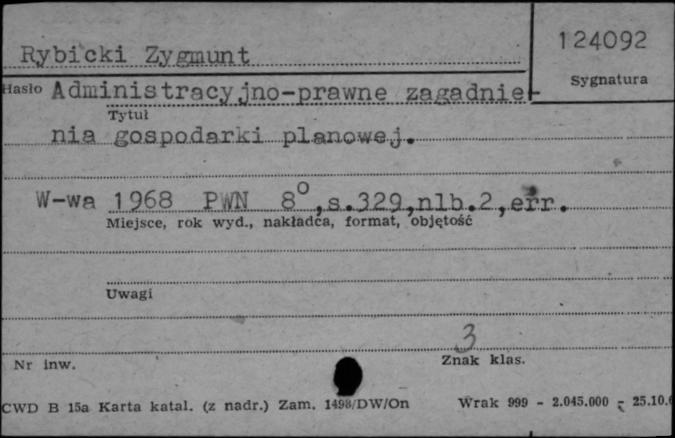 Rybicki Zygmunt
124092
Hasło
Sygnatura
Administracyjno-prawne zagadnie-
Tytuł
nia gospodarki planowej.
W-wa 1968 PWN 8°,s.329,nlb.2,err.
Miejsce, rok wyd., nakładca, format, objętość
Uwagi
3
Nr inw.
Znak klas.
CWD B 15a Karta katal. (z nadr.) Zam. 1498/DW/On
Wrak 999 - 2.045.000 - 25.10.